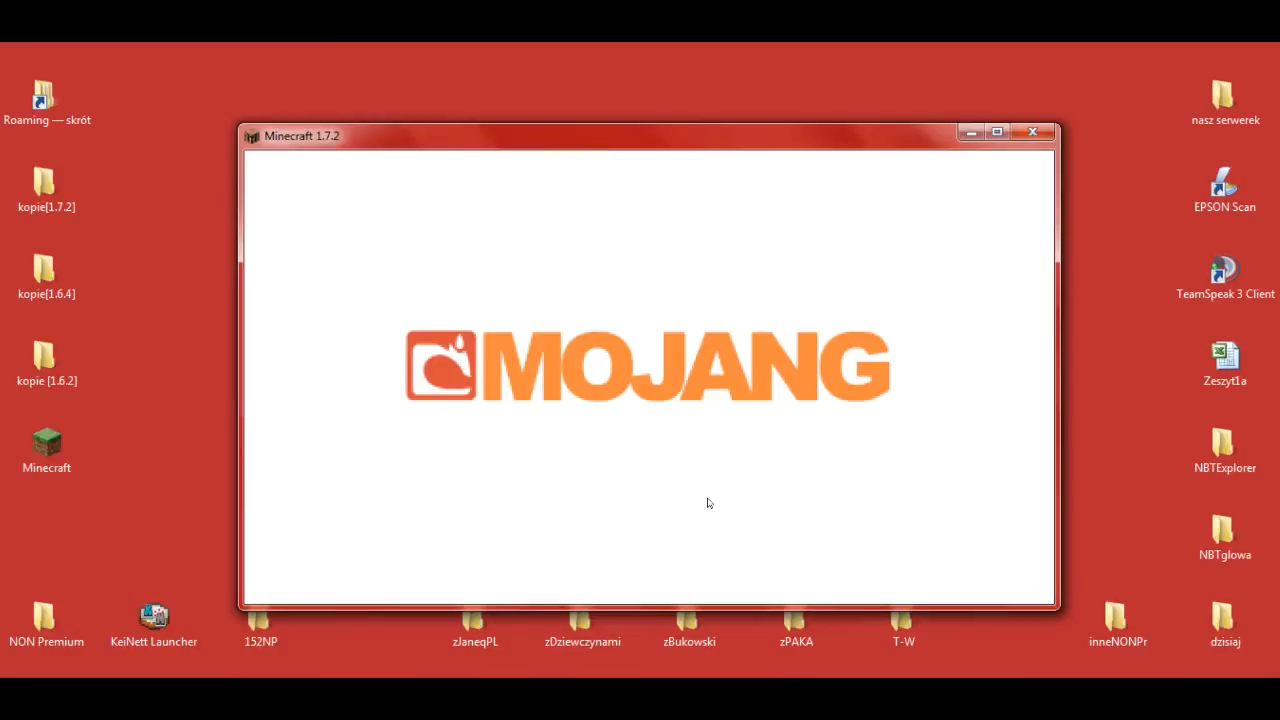 Roaming — skrót
nasz serwerek
Minecraft 1.7.2
kopie[1.7.2]
EPSON Scan
kopie[1.6.4]
TeamSpeak 3 Client
MOJANG
kopie [1.6.2]
Zeszyt1a
Minecraft
NBTExplorer
NBTglowa
NON Premium
KeiNett Launcher
152NP
zJaneqPL
zDziewczynami
zBukowski
zPAKA
T-W
inneNONPr
dzisiaj